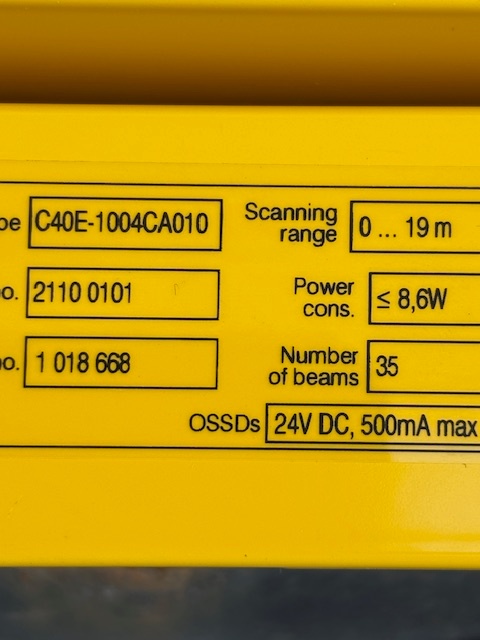 pe C40E-1004CA010 Scanning range 0 ... 19 m
o. 2110 0101 Power cons. ≤ 8,6W
o. 1 018 668 Number of beams 35
OSSDs 24V DC, 500mA max